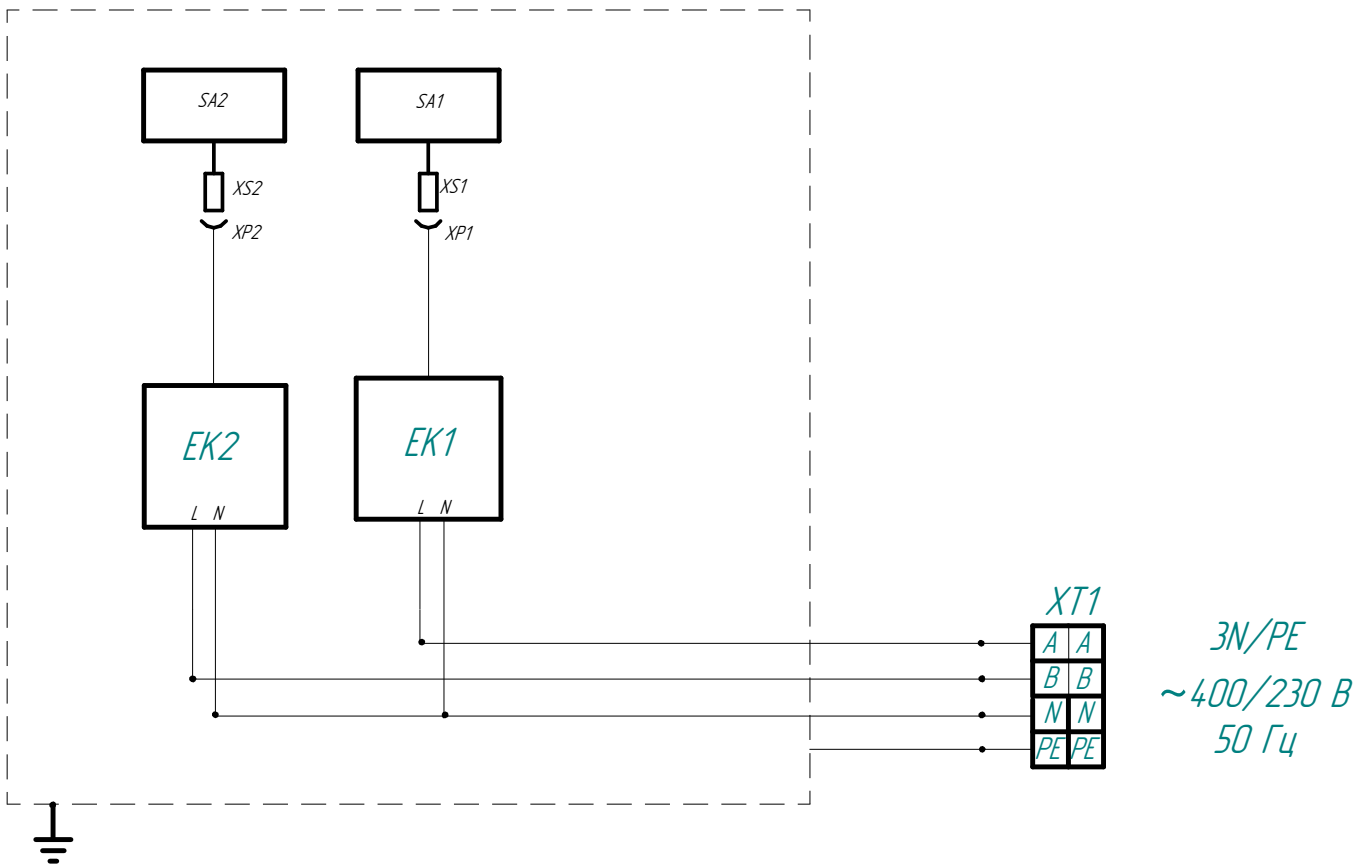 SA2
SA1
XS2
XS1
XP2
XP1
EK2
EK1
L N
L N
XT1
A A
B B
N N
PE PE
3N/PE
~400/230 В
50 Гц